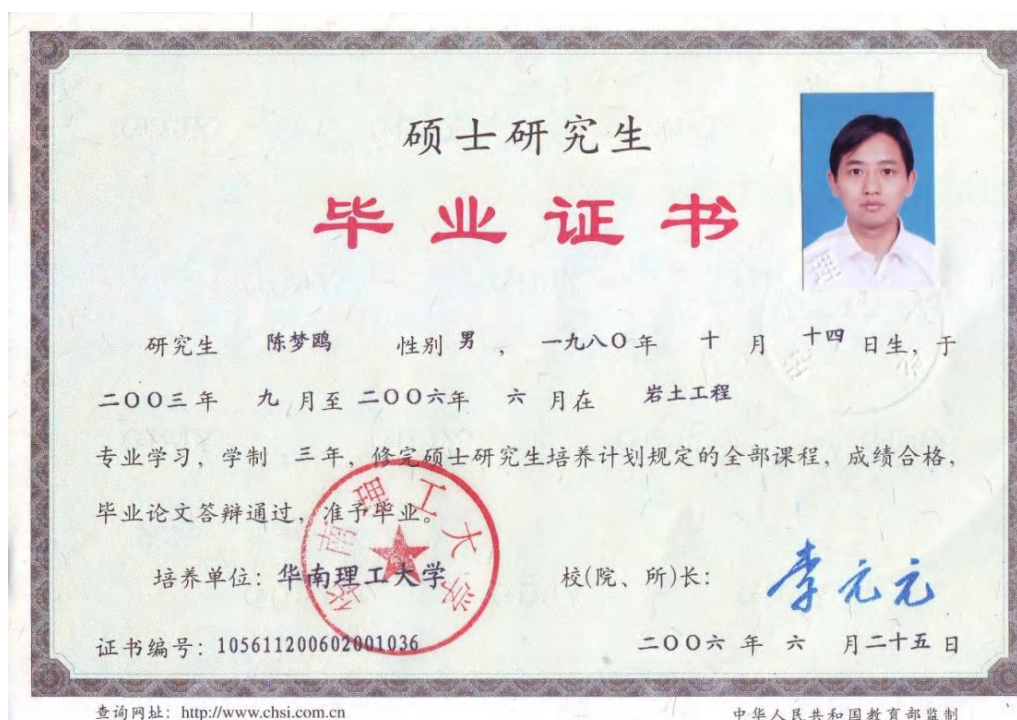 硕士研究生
毕业证书
研究生 陈梦鸥 性别 男 ， 一九八〇年 十 月 十四 日生，于
二〇〇三年 九 月至 二〇〇六年 六 月在 岩土工程
专业学习，学制 三年，修完硕士研究生培养计划规定的全部课程，成绩合格，
毕业论文答辩通过，准予毕业。
华南理工大学
培养单位：华南理工大学 校(院、所)长： 李元元
证书编号：105611200602001036 二〇〇六 年 六 月二十五 日
查询网址：http://www.chsi.com.cn 中华人民共和国教育部监制